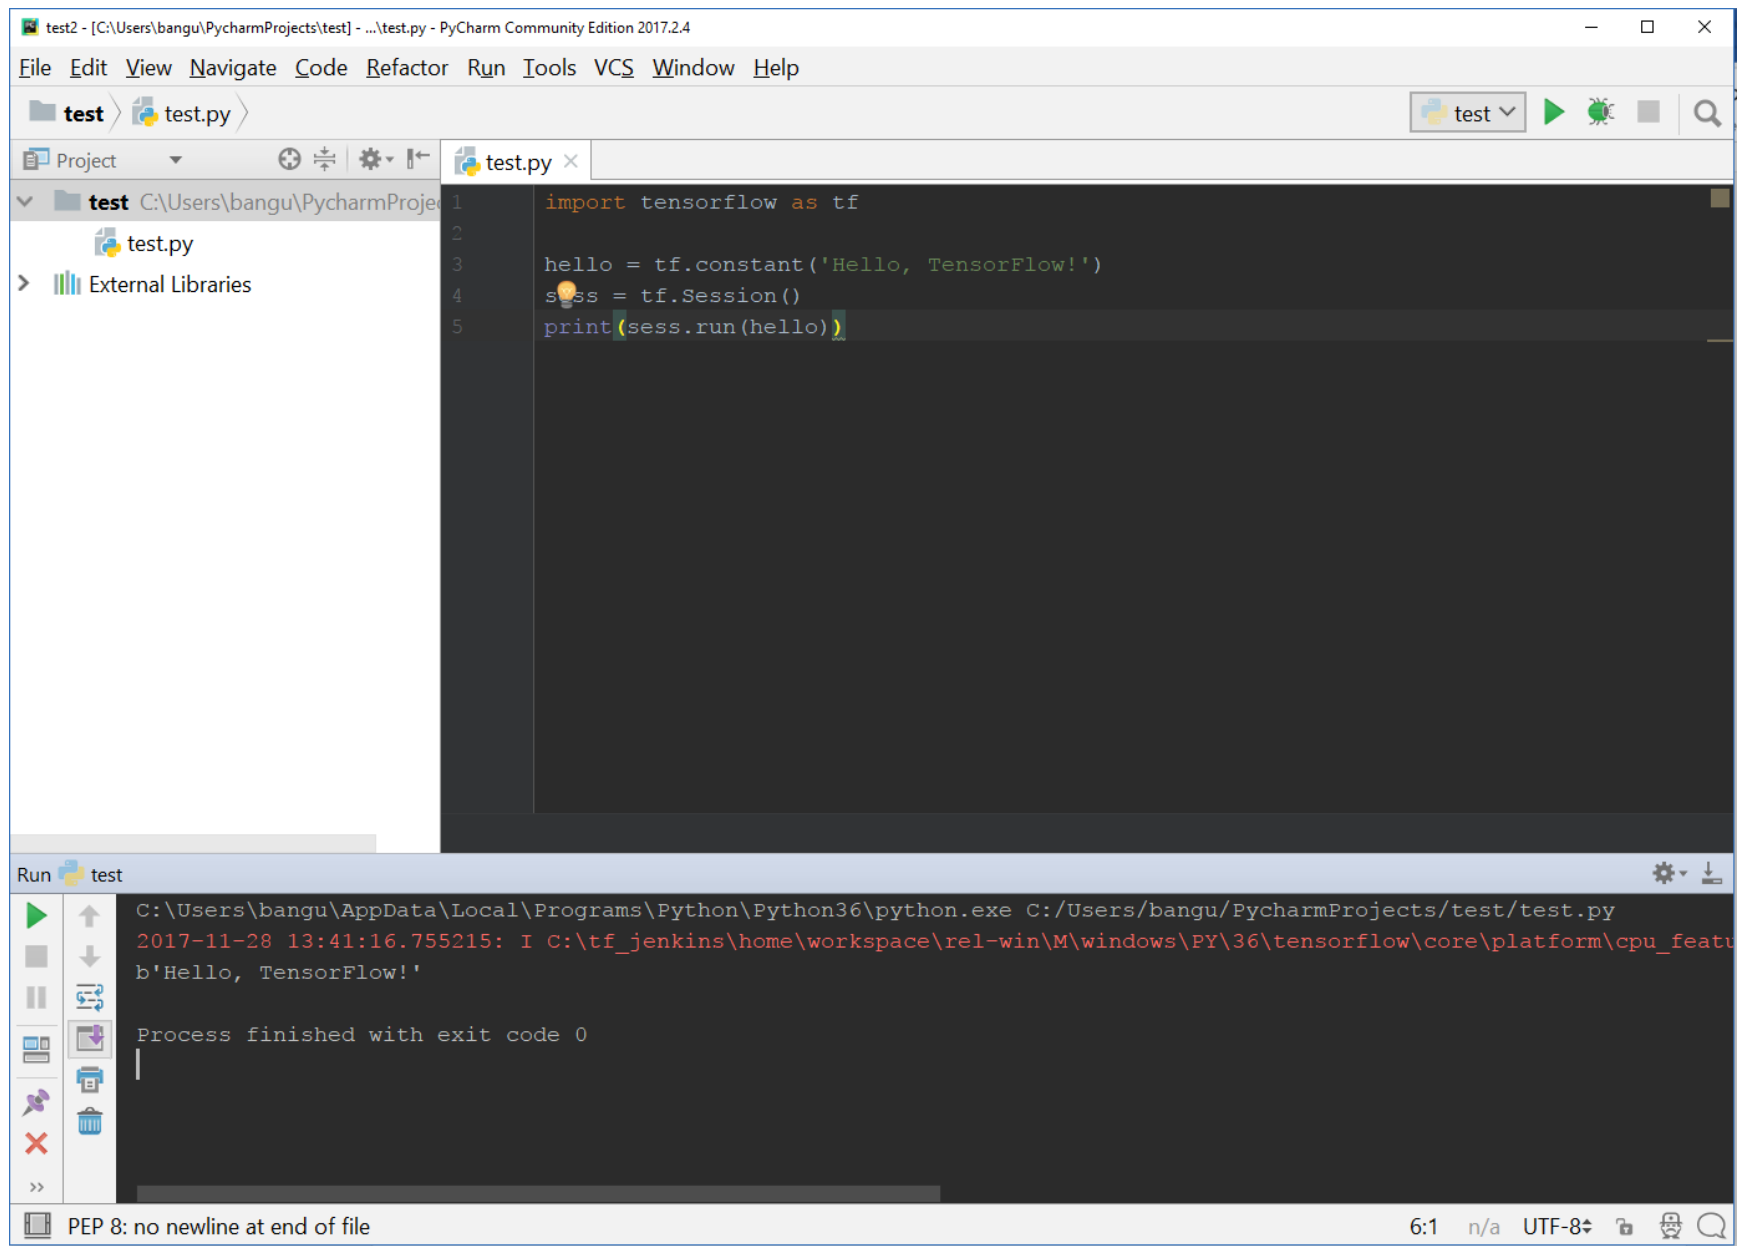 test2 - [C:\Users\bangu\PycharmProjects\test] - ...\test.py - PyCharm Community Edition 2017.2.4
File Edit View Navigate Code Refactor Run Tools VCS Window Help
test test.py test
Project test.py
test C:\Users\bangu\PycharmProjec
test.py
External Libraries
1 import tensorflow as tf
2
3 hello = tf.constant('Hello, TensorFlow!')
4 sess = tf.Session()
5 print(sess.run(hello))
Run test
C:\Users\bangu\AppData\Local\Programs\Python\Python36\python.exe C:/Users/bangu/PycharmProjects/test/test.py
2017-11-28 13:41:16.755215: I C:\tf_jenkins\home\workspace\rel-win\M\windows\PY\36\tensorflow\core\platform\cpu_featu
b'Hello, TensorFlow!'
Process finished with exit code 0
PEP 8: no newline at end of file 6:1 n/a UTF-8